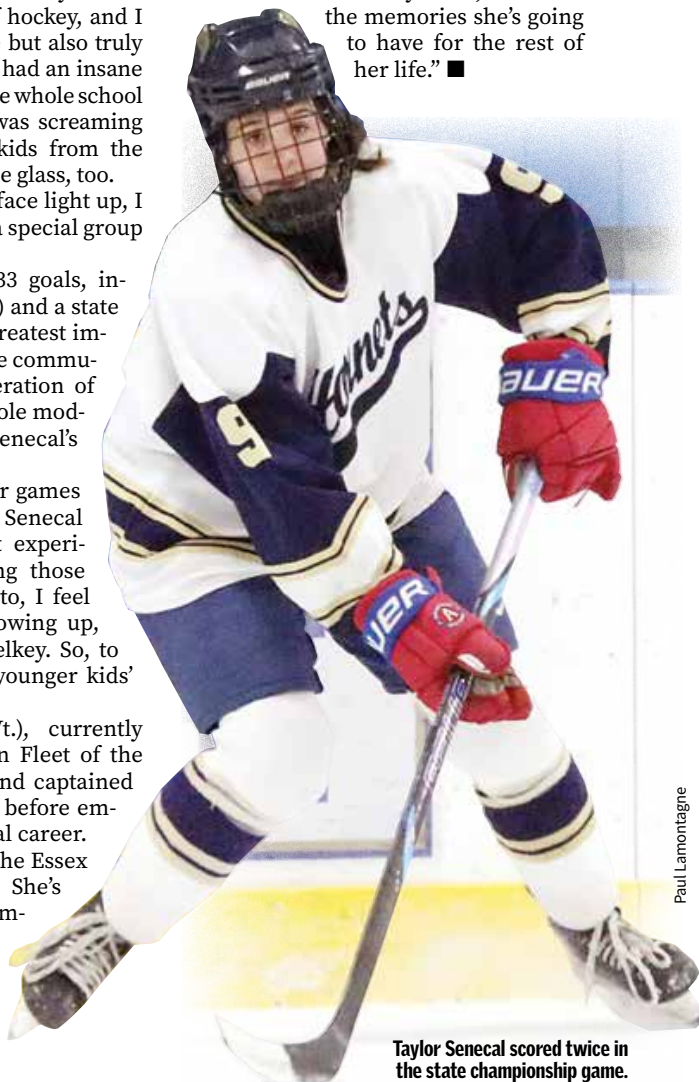 f hockey, and I
but also truly
had an insane
e whole school
was screaming
kids from the
e glass, too.
face light up, I
a special group
33 goals, in-
) and a state
reatest im-
e commu-
eration of
ole mod-
enecal’s
r games
Senecal
t experi-
ng those
to, I feel
owing up,
elkey. So, to
younger kids’
t.), currently
n Fleet of the
nd captained
before em-
al career.
he Essex
She’s
m-
the memories she’s going
to have for the rest of
her life.” ■
BAUER
9
Hornets
9
AUER
UER
Paul Lamontagne
Taylor Senecal scored twice in
the state championship game.